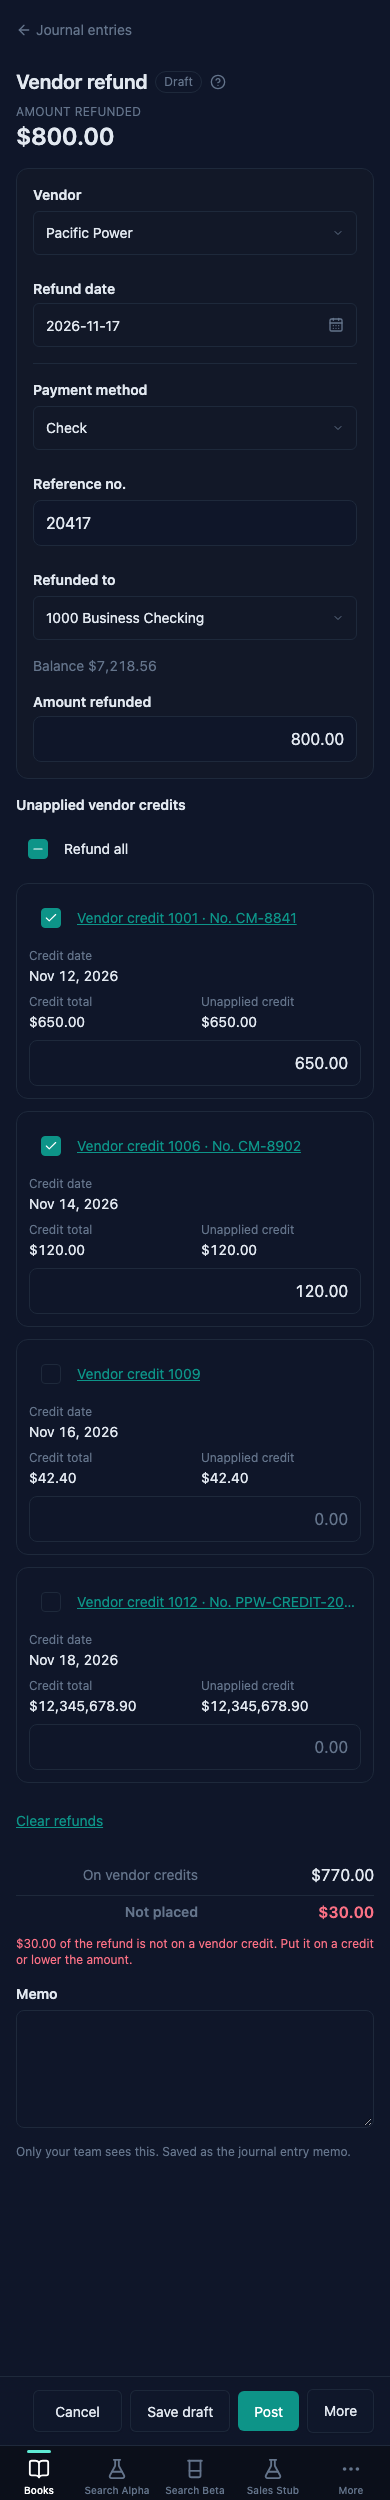 Journal entries
Vendor refund Draft
AMOUNT REFUNDED
$800.00
Vendor
Pacific Power
Refund date
2026-11-17
Payment method
Check
Reference no.
20417
Refunded to
1000 Business Checking
Balance $7,218.56
Amount refunded
800.00
Unapplied vendor credits
Refund all
Vendor credit 1001 · No. CM-8841
Credit date
Nov 12, 2026
Credit total Unapplied credit
$650.00 $650.00
650.00
Vendor credit 1006 · No. CM-8902
Credit date
Nov 14, 2026
Credit total Unapplied credit
$120.00 $120.00
120.00
Vendor credit 1009
Credit date
Nov 16, 2026
Credit total Unapplied credit
$42.40 $42.40
0.00
Vendor credit 1012 · No. PPW-CREDIT-20...
Credit date
Nov 18, 2026
Credit total Unapplied credit
$12,345,678.90 $12,345,678.90
0.00
Clear refunds
On vendor credits $770.00
Not placed $30.00
$30.00 of the refund is not on a vendor credit. Put it on a credit
or lower the amount.
Memo
Only your team sees this. Saved as the journal entry memo.
Cancel Save draft Post More
Books Search Alpha Search Beta Sales Stub More